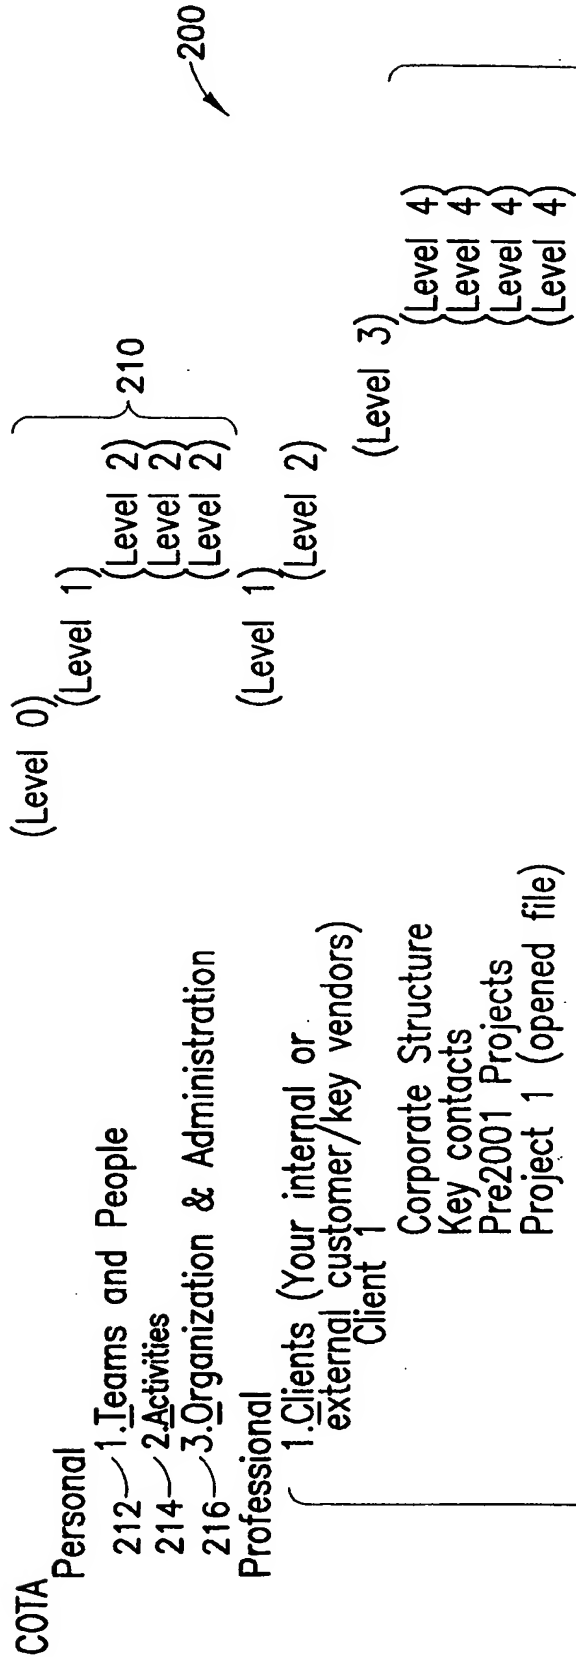 COTA (Level 0)
Personal (Level 1)
212 1.Teams and People (Level 2)
214 2.Activities (Level 2) 210
216 3.Organization & Administration (Level 2)
Professional (Level 1)
1.Clients (Your internal or (Level 2)
external customer/key vendors)
Client 1 (Level 3)
Corporate Structure (Level 4)
Key contacts (Level 4)
Pre2001 Projects (Level 4)
Project 1 (opened file) (Level 4)
200